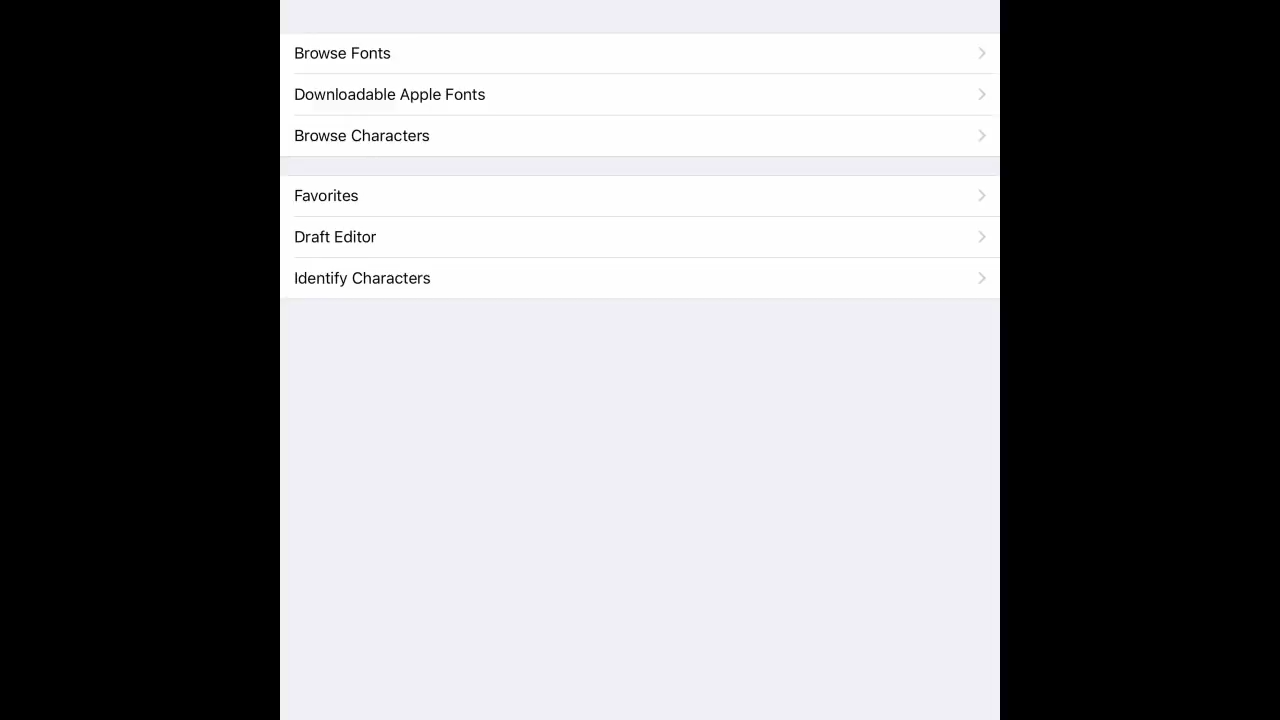 Browse Fonts
Downloadable Apple Fonts
Browse Characters
Favorites
Draft Editor
Identify Characters